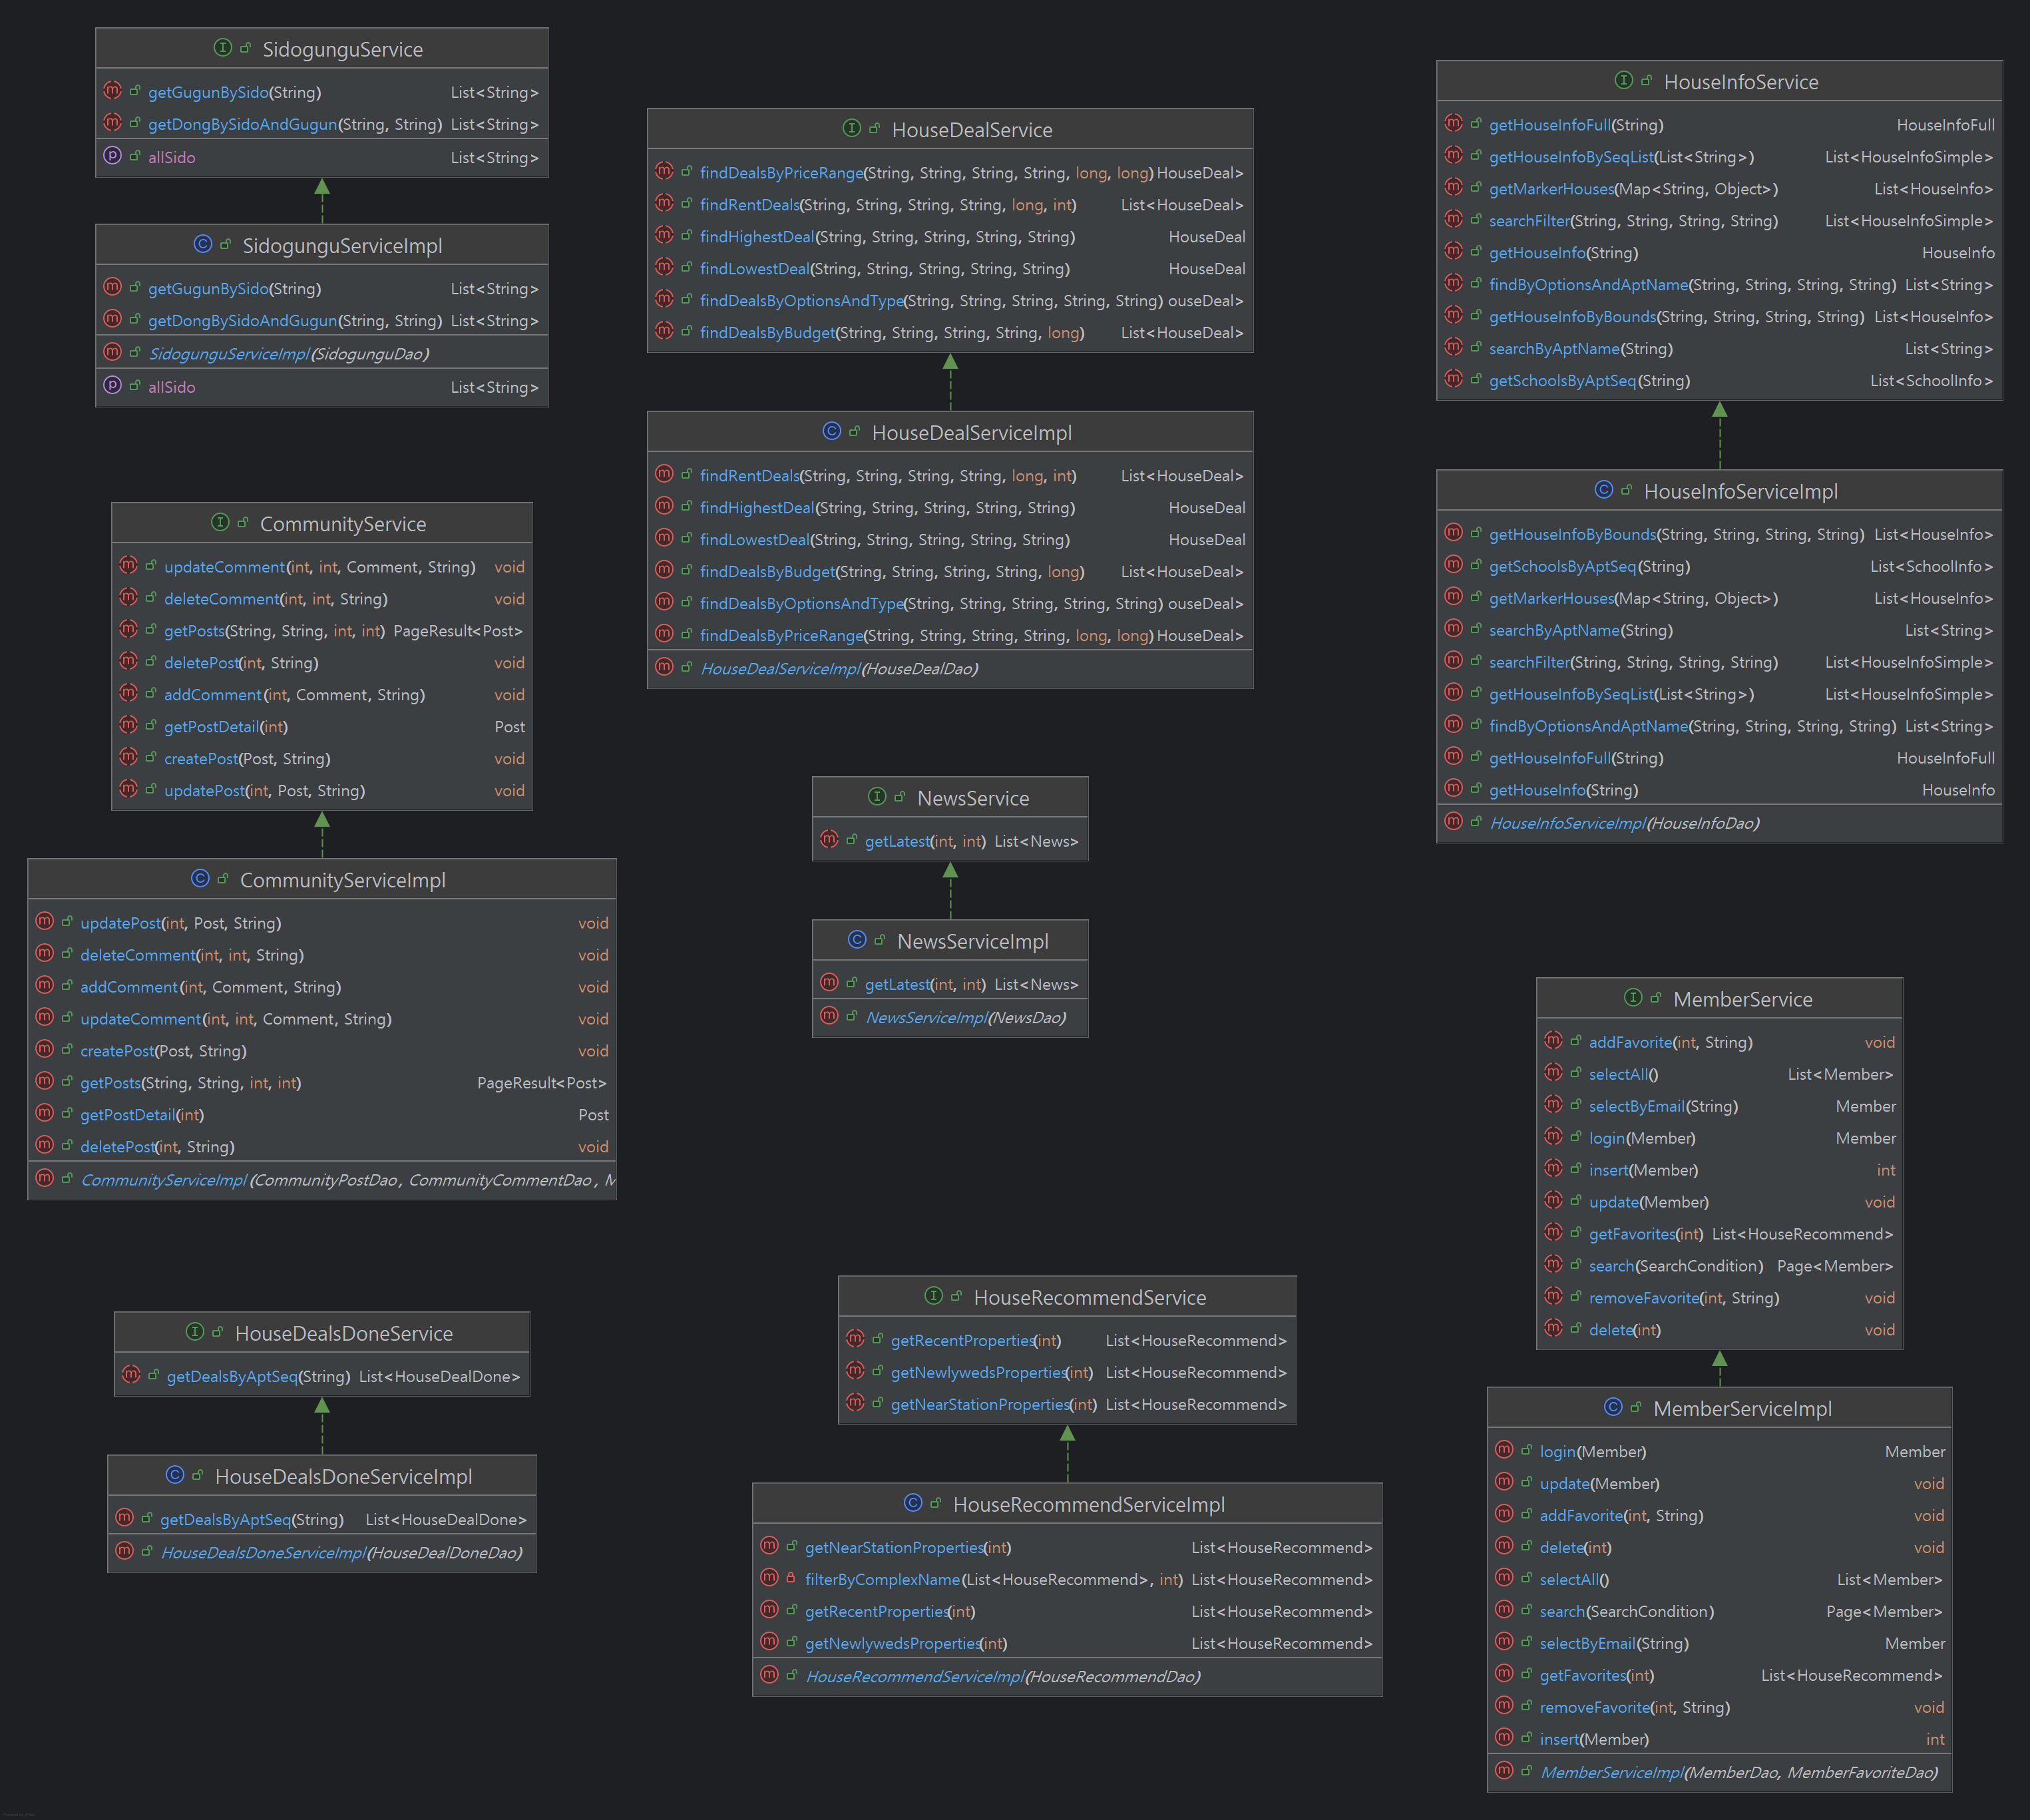 SidogunguService
getGugunBySido(String) List<String>
getDongBySidoAndGugun(String, String) List<String>
allSido List<String>
SidogunguServiceImpl
getGugunBySido(String) List<String>
getDongBySidoAndGugun(String, String) List<String>
SidogunguServiceImpl(SidogunguDao)
allSido List<String>
CommunityService
updateComment(int, int, Comment, String) void
deleteComment(int, int, String) void
getPosts(String, String, int, int) PageResult<Post>
deletePost(int, String) void
addComment(int, Comment, String) void
getPostDetail(int) Post
createPost(Post, String) void
updatePost(int, Post, String) void
CommunityServiceImpl
updatePost(int, Post, String) void
deleteComment(int, int, String) void
addComment(int, Comment, String) void
updateComment(int, int, Comment, String) void
createPost(Post, String) void
getPosts(String, String, int, int) PageResult<Post>
getPostDetail(int) Post
deletePost(int, String) void
CommunityServiceImpl(CommunityPostDao, CommunityCommentDao, M
HouseDealsDoneService
getDealsByAptSeq(String) List<HouseDealDone>
HouseDealsDoneServiceImpl
getDealsByAptSeq(String) List<HouseDealDone>
HouseDealsDoneServiceImpl(HouseDealDoneDao)
HouseDealService
findDealsByPriceRange(String, String, String, String, long, long) HouseDeal>
findRentDeals(String, String, String, String, long, int) List<HouseDeal>
findHighestDeal(String, String, String, String, String) HouseDeal
findLowestDeal(String, String, String, String, String) HouseDeal
findDealsByOptionsAndType(String, String, String, String, String) ouseDeal>
findDealsByBudget(String, String, String, String, long) List<HouseDeal>
HouseDealServiceImpl
findRentDeals(String, String, String, String, long, int) List<HouseDeal>
findHighestDeal(String, String, String, String, String) HouseDeal
findLowestDeal(String, String, String, String, String) HouseDeal
findDealsByBudget(String, String, String, String, long) List<HouseDeal>
findDealsByOptionsAndType(String, String, String, String, String) ouseDeal>
findDealsByPriceRange(String, String, String, String, long, long) HouseDeal>
HouseDealServiceImpl(HouseDealDao)
NewsService
getLatest(int, int) List<News>
NewsServiceImpl
getLatest(int, int) List<News>
NewsServiceImpl(NewsDao)
HouseRecommendService
getRecentProperties(int) List<HouseRecommend>
getNewlywedsProperties(int) List<HouseRecommend>
getNearStationProperties(int) List<HouseRecommend>
HouseRecommendServiceImpl
getNearStationProperties(int) List<HouseRecommend>
filterByComplexName(List<HouseRecommend>, int) List<HouseRecommend>
getRecentProperties(int) List<HouseRecommend>
getNewlywedsProperties(int) List<HouseRecommend>
HouseRecommendServiceImpl(HouseRecommendDao)
HouseInfoService
getHouseInfoFull(String) HouseInfoFull
getHouseInfoBySeqList(List<String>) List<HouseInfoSimple>
getMarkerHouses(Map<String, Object>) List<HouseInfo>
searchFilter(String, String, String, String) List<HouseInfoSimple>
getHouseInfo(String) HouseInfo
findByOptionsAndAptName(String, String, String, String) List<String>
getHouseInfoByBounds(String, String, String, String) List<HouseInfo>
searchByAptName(String) List<String>
getSchoolsByAptSeq(String) List<SchoolInfo>
HouseInfoServiceImpl
getHouseInfoByBounds(String, String, String, String) List<HouseInfo>
getSchoolsByAptSeq(String) List<SchoolInfo>
getMarkerHouses(Map<String, Object>) List<HouseInfo>
searchByAptName(String) List<String>
searchFilter(String, String, String, String) List<HouseInfoSimple>
getHouseInfoBySeqList(List<String>) List<HouseInfoSimple>
findByOptionsAndAptName(String, String, String, String) List<String>
getHouseInfoFull(String) HouseInfoFull
getHouseInfo(String) HouseInfo
HouseInfoServiceImpl(HouseInfoDao)
MemberService
addFavorite(int, String) void
selectAll() List<Member>
selectByEmail(String) Member
login(Member) Member
insert(Member) int
update(Member) void
getFavorites(int) List<HouseRecommend>
search(SearchCondition) Page<Member>
removeFavorite(int, String) void
delete(int) void
MemberServiceImpl
login(Member) Member
update(Member) void
addFavorite(int, String) void
delete(int) void
selectAll() List<Member>
search(SearchCondition) Page<Member>
selectByEmail(String) Member
getFavorites(int) List<HouseRecommend>
removeFavorite(int, String) void
insert(Member) int
MemberServiceImpl(MemberDao, MemberFavoriteDao)